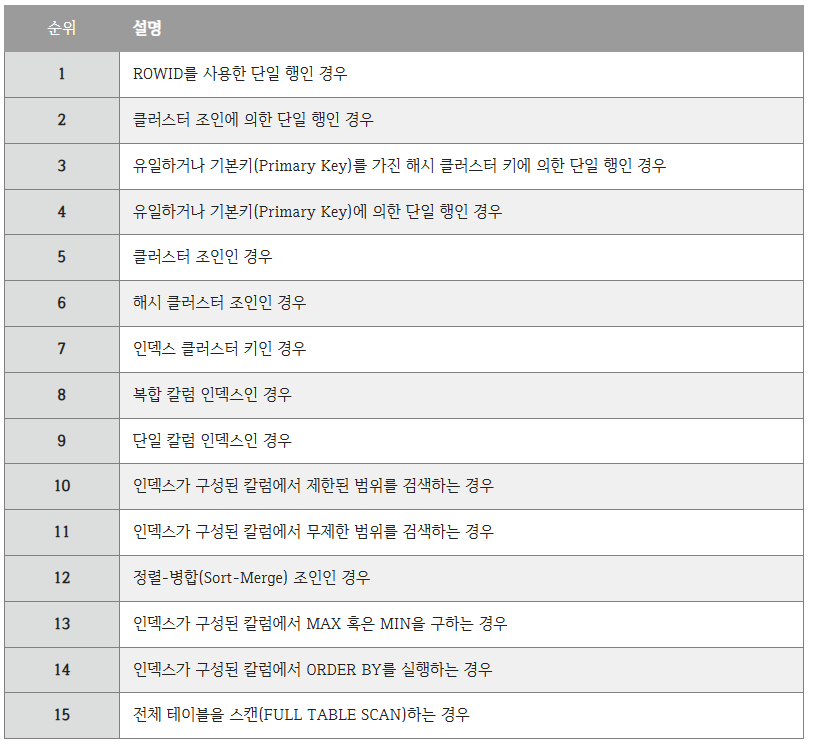 순위 설명
1 ROWID를 사용한 단일 행인 경우
2 클러스터 조인에 의한 단일 행인 경우
3 유일하거나 기본키(Primary Key)를 가진 해시 클러스터 키에 의한 단일 행인 경우
4 유일하거나 기본키(Primary Key)에 의한 단일 행인 경우
5 클러스터 조인인 경우
6 해시 클러스터 조인인 경우
7 인덱스 클러스터 키인 경우
8 복합 칼럼 인덱스인 경우
9 단일 칼럼 인덱스인 경우
10 인덱스가 구성된 칼럼에서 제한된 범위를 검색하는 경우
11 인덱스가 구성된 칼럼에서 무제한 범위를 검색하는 경우
12 정렬-병합(Sort-Merge) 조인인 경우
13 인덱스가 구성된 칼럼에서 MAX 혹은 MIN을 구하는 경우
14 인덱스가 구성된 칼럼에서 ORDER BY를 실행하는 경우
15 전체 테이블을 스캔(FULL TABLE SCAN)하는 경우